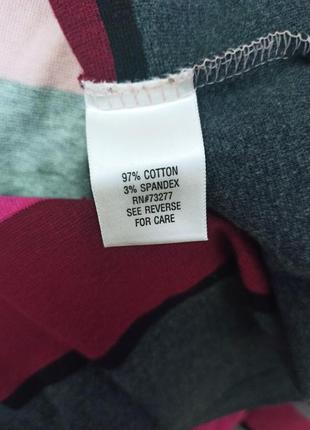 97% COTTON
3% SPANDEX
RN#73277
SEE REVERSE
FOR CARE